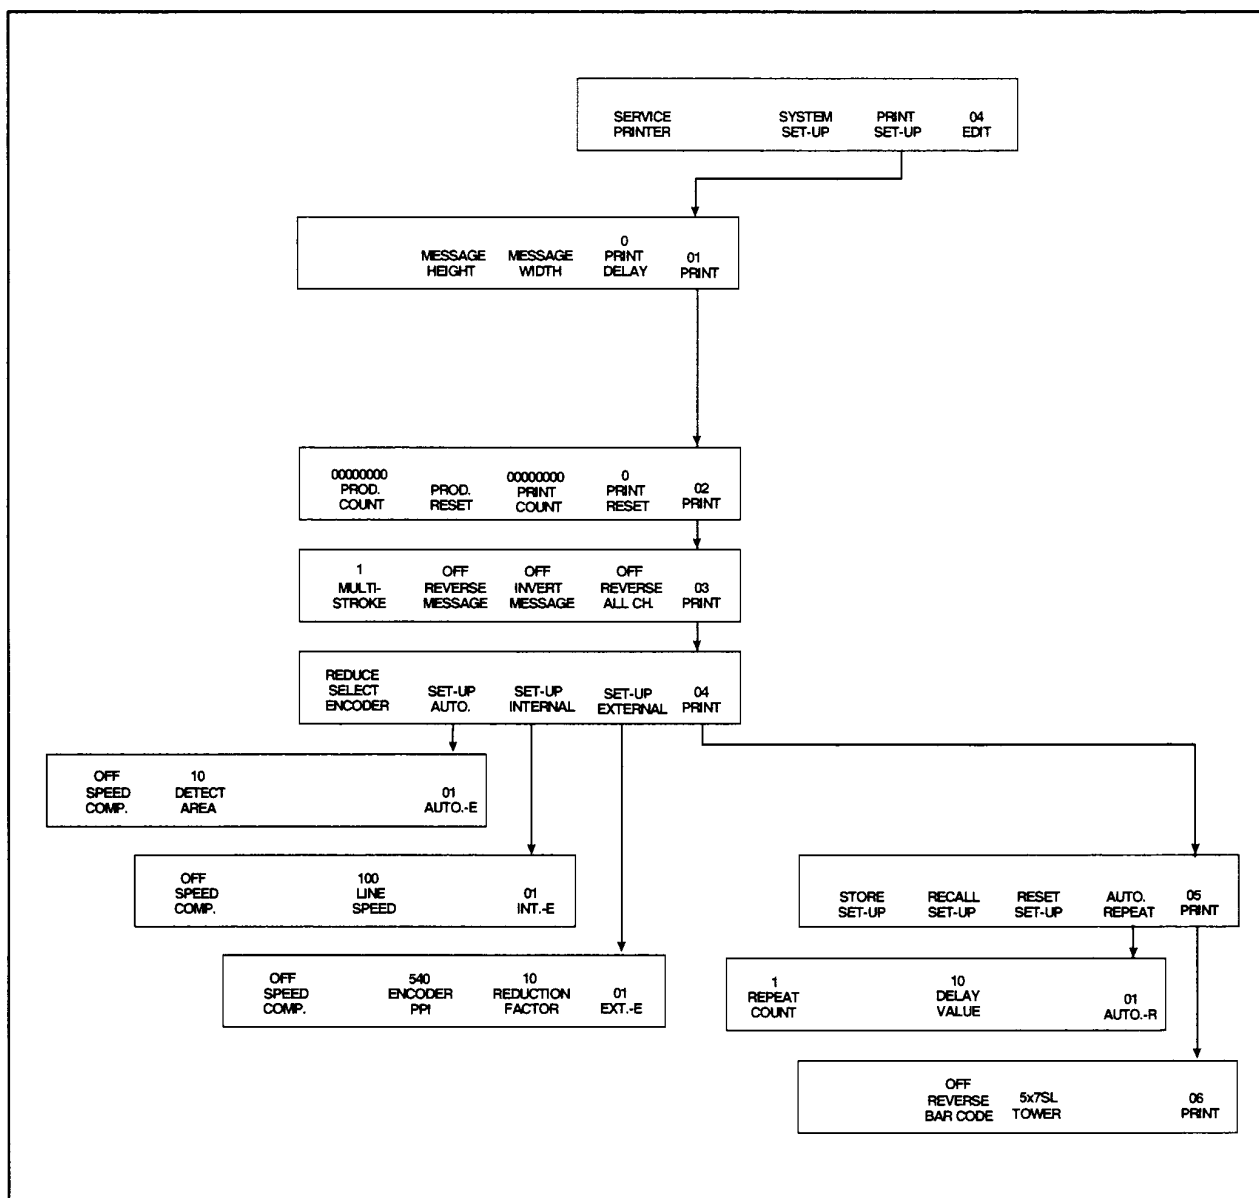 SERVICE PRINTER
SYSTEM SET-UP
PRINT SET-UP
04 EDIT
MESSAGE HEIGHT
MESSAGE WIDTH
0 PRINT DELAY
01 PRINT
00000000 PROD. COUNT
PROD. RESET
00000000 PRINT COUNT
0 PRINT RESET
02 PRINT
1 MULTI- STROKE
OFF REVERSE MESSAGE
OFF INVERT MESSAGE
OFF REVERSE ALL CH.
03 PRINT
REDUCE SELECT ENCODER
SET-UP AUTO.
SET-UP INTERNAL
SET-UP EXTERNAL
04 PRINT
OFF SPEED COMP.
10 DETECT AREA
01 AUTO.-E
OFF SPEED COMP.
100 LINE SPEED
01 INT.-E
OFF SPEED COMP.
540 ENCODER PPI
10 REDUCTION FACTOR
01 EXT.-E
STORE SET-UP
RECALL SET-UP
RESET SET-UP
AUTO. REPEAT
05 PRINT
1 REPEAT COUNT
10 DELAY VALUE
01 AUTO.-R
OFF REVERSE BAR CODE
5x7SL TOWER
06 PRINT